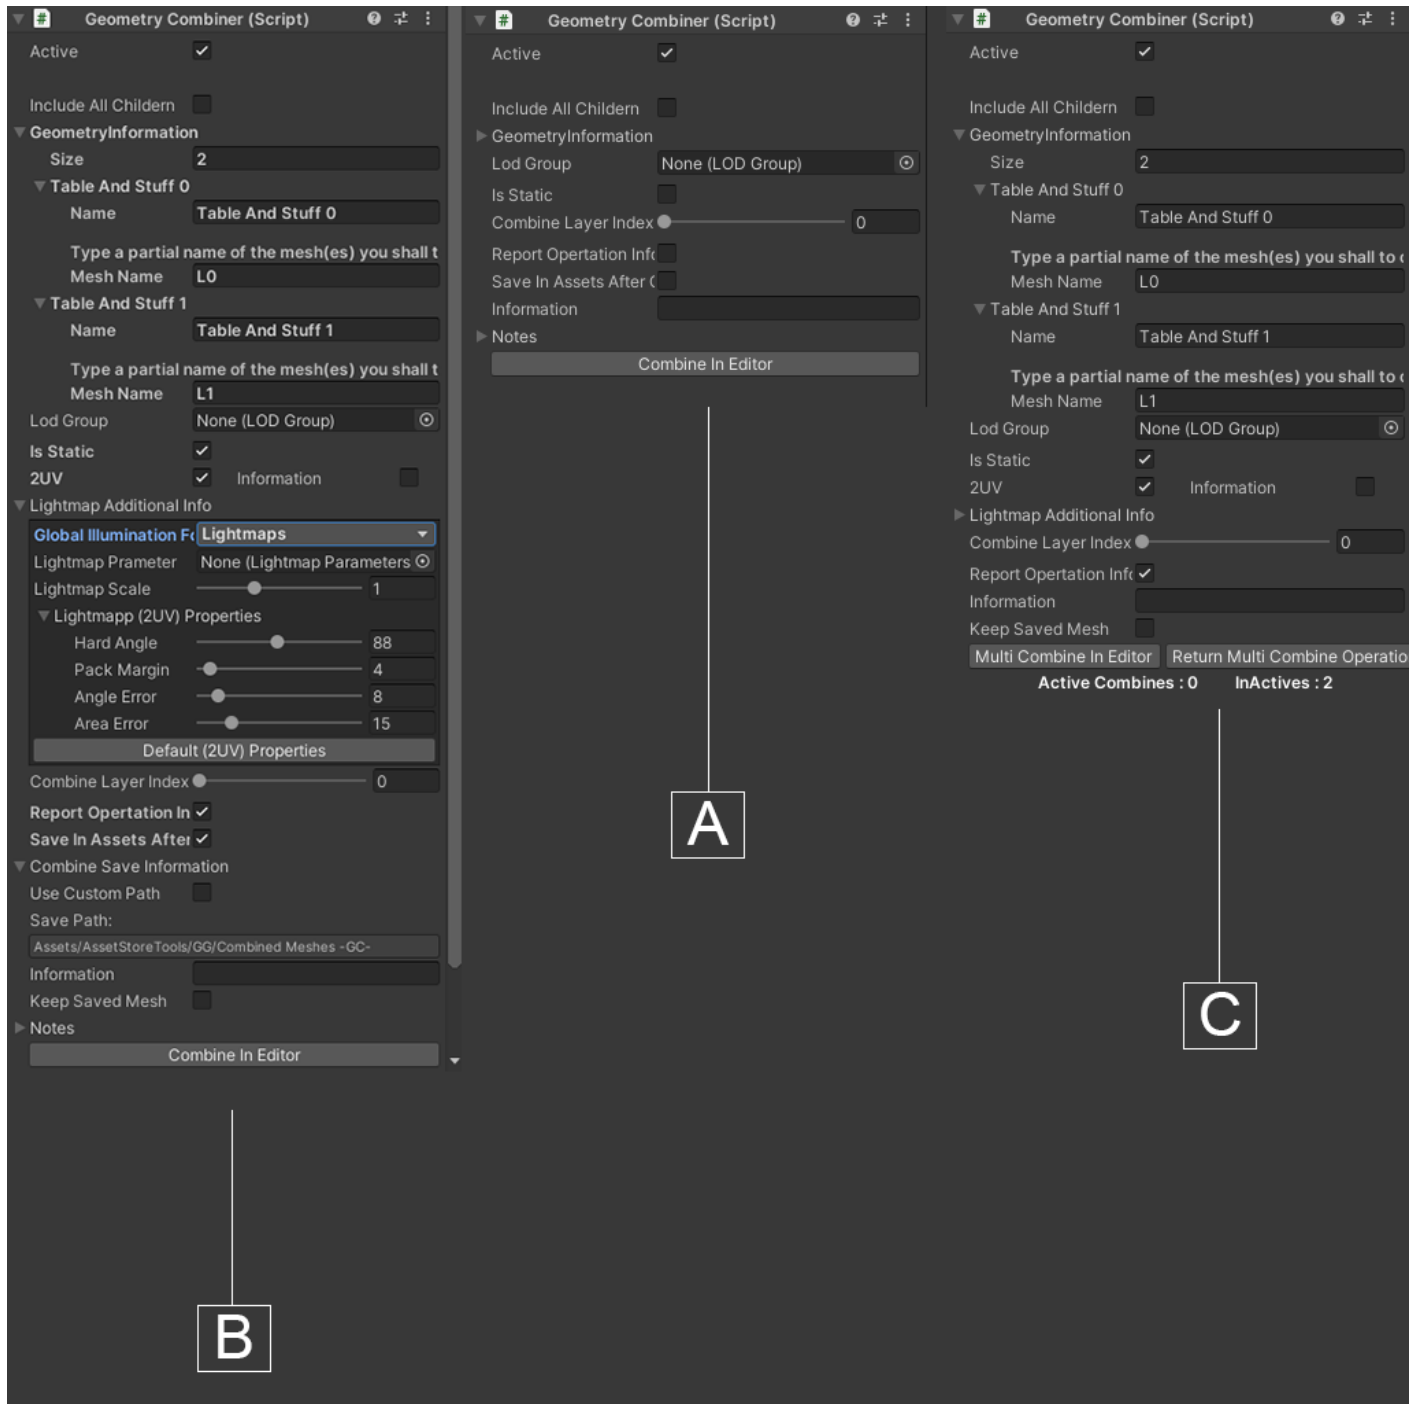 Geometry Combiner (Script)
Active
Include All Childern
GeometryInformation
Size 2
Table And Stuff 0
Name Table And Stuff 0
Type a partial name of the mesh(es) you shall t
Mesh Name L0
Table And Stuff 1
Name Table And Stuff 1
Type a partial name of the mesh(es) you shall t
Mesh Name L1
Lod Group None (LOD Group)
Is Static
2UV Information
Lightmap Additional Info
Global Illumination Fo Lightmaps
Lightmap Prameter None (Lightmap Parameters
Lightmap Scale 1
Lightmapp (2UV) Properties
Hard Angle 88
Pack Margin 4
Angle Error 8
Area Error 15
Default (2UV) Properties
Combine Layer Index 0
Report Opertation In
Save In Assets After
Combine Save Information
Use Custom Path
Save Path:
Assets/AssetStoreTools/GG/Combined Meshes -GC-
Information
Keep Saved Mesh
Notes
Combine In Editor
B
Geometry Combiner (Script)
Active
Include All Childern
GeometryInformation
Lod Group None (LOD Group)
Is Static
Combine Layer Index 0
Report Opertation Info
Save In Assets After C
Information
Notes
Combine In Editor
A
Geometry Combiner (Script)
Active
Include All Childern
GeometryInformation
Size 2
Table And Stuff 0
Name Table And Stuff 0
Type a partial name of the mesh(es) you shall to c
Mesh Name L0
Table And Stuff 1
Name Table And Stuff 1
Type a partial name of the mesh(es) you shall to c
Mesh Name L1
Lod Group None (LOD Group)
Is Static
2UV Information
Lightmap Additional Info
Combine Layer Index 0
Report Opertation Info
Information
Keep Saved Mesh
Multi Combine In Editor Return Multi Combine Operatio
Active Combines : 0 InActives : 2
C